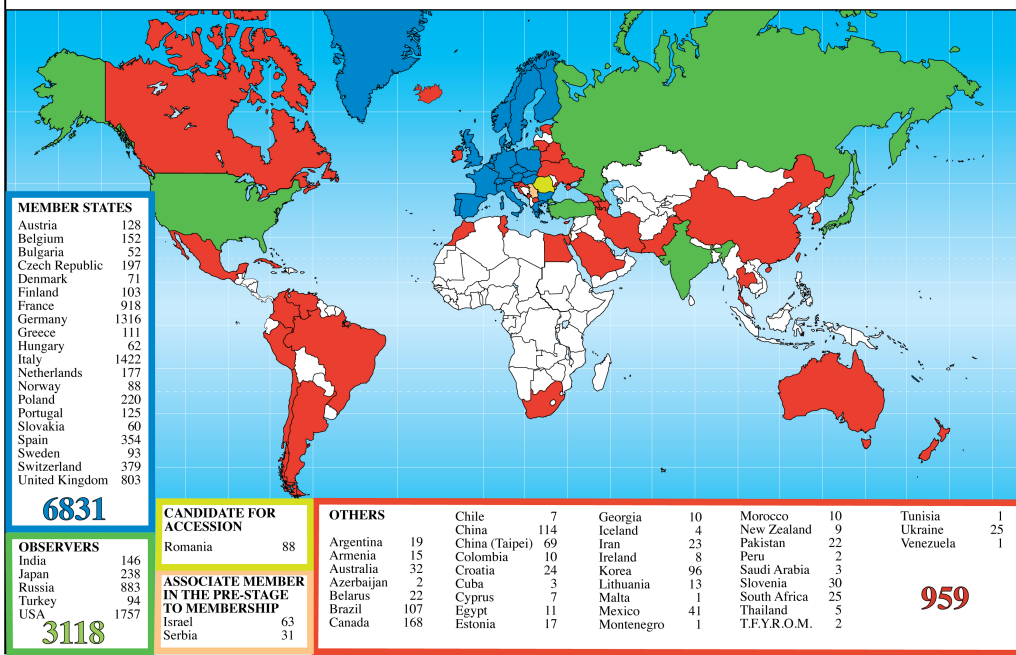 MEMBER STATES
Austria 128
Belgium 152
Bulgaria 52
Czech Republic 197
Denmark 71
Finland 103
France 918
Germany 1316
Greece 111
Hungary 62
Italy 1422
Netherlands 177
Norway 88
Poland 220
Portugal 125
Slovakia 60
Spain 354
Sweden 93
Switzerland 379
United Kingdom 803
6831
OBSERVERS
India 146
Japan 238
Russia 883
Turkey 94
USA 1757
3118
CANDIDATE FOR
ACCESSION
Romania 88
ASSOCIATE MEMBER
IN THE PRE-STAGE
TO MEMBERSHIP
Israel 63
Serbia 31
OTHERS
Argentina 19
Armenia 15
Australia 32
Azerbaijan 2
Belarus 22
Brazil 107
Canada 168
Chile 7
China 114
China (Taipei) 69
Colombia 10
Croatia 24
Cuba 3
Cyprus 7
Egypt 11
Estonia 17
Georgia 10
Iceland 4
Iran 23
Ireland 8
Korea 96
Lithuania 13
Malta 1
Mexico 41
Montenegro 1
Morocco 10
New Zealand 9
Pakistan 22
Peru 2
Saudi Arabia 3
Slovenia 30
South Africa 25
Thailand 5
T.F.Y.R.O.M. 2
Tunisia 1
Ukraine 25
Venezuela 1
959